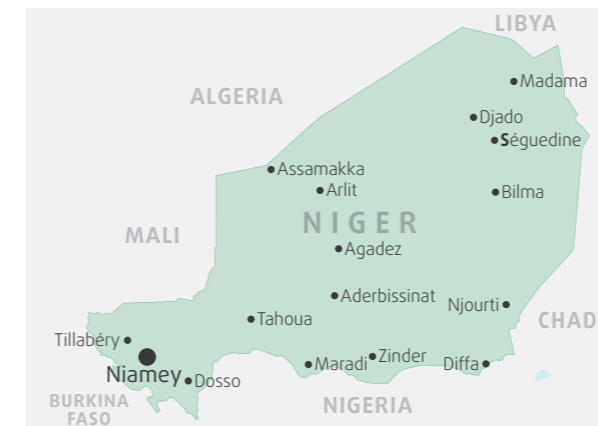 LIBYA
Madama
ALGERIA
Djado
Séguedine
Assamakka
Arlit
Bilma
NIGER
MALI
Agadez
Aderbissinat
Njourti
CHAD
Tahoua
Tillabéry
Zinder
Maradi
Diffa
Niamey
Dosso
BURKINA
FASO
NIGERIA